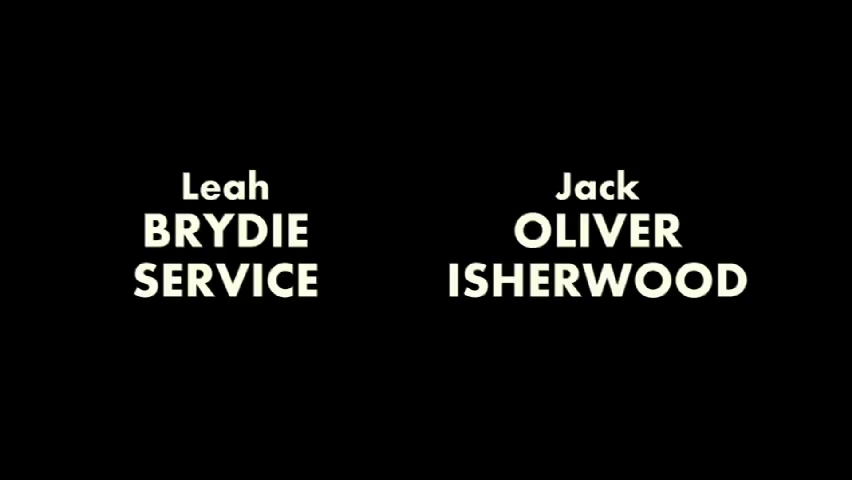 Leah
BRYDIE
SERVICE
Jack
OLIVER
ISHERWOOD